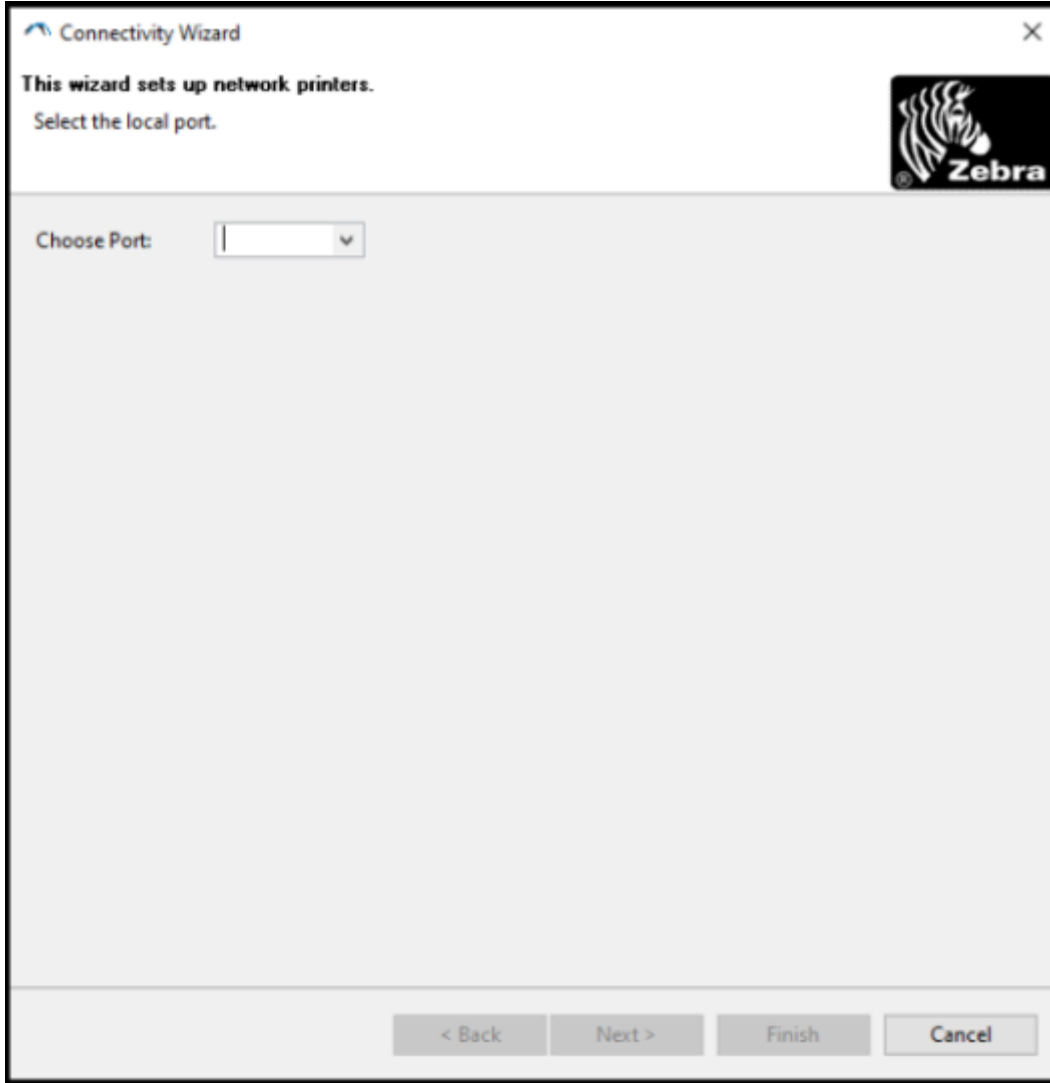 Connectivity Wizard
This wizard sets up network printers.
Select the local port.
® Zebra
Choose Port:
< Back Next > Finish Cancel